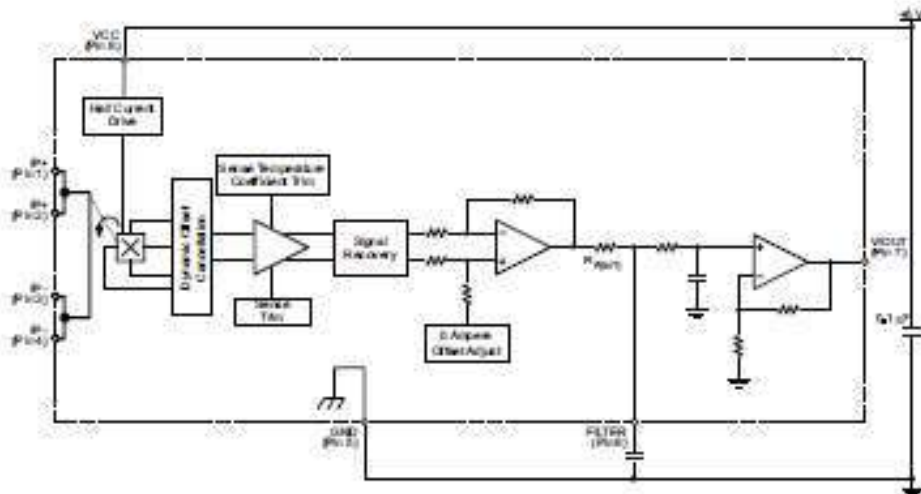 +5 V
VCC
(Pin 8)
Hall Current
Drive
IP+
(Pin 1)
IP+
(Pin 2)
IP−
(Pin 3)
IP−
(Pin 4)
Dynamic Offset
Cancellation
Sense Temperature
Coefficient Trim
Sense
Trim
Signal
Recovery
0 Ampere
Offset Adjust
VIOUT
(Pin 7)
GND
(Pin 5)
FILTER
(Pin 6)